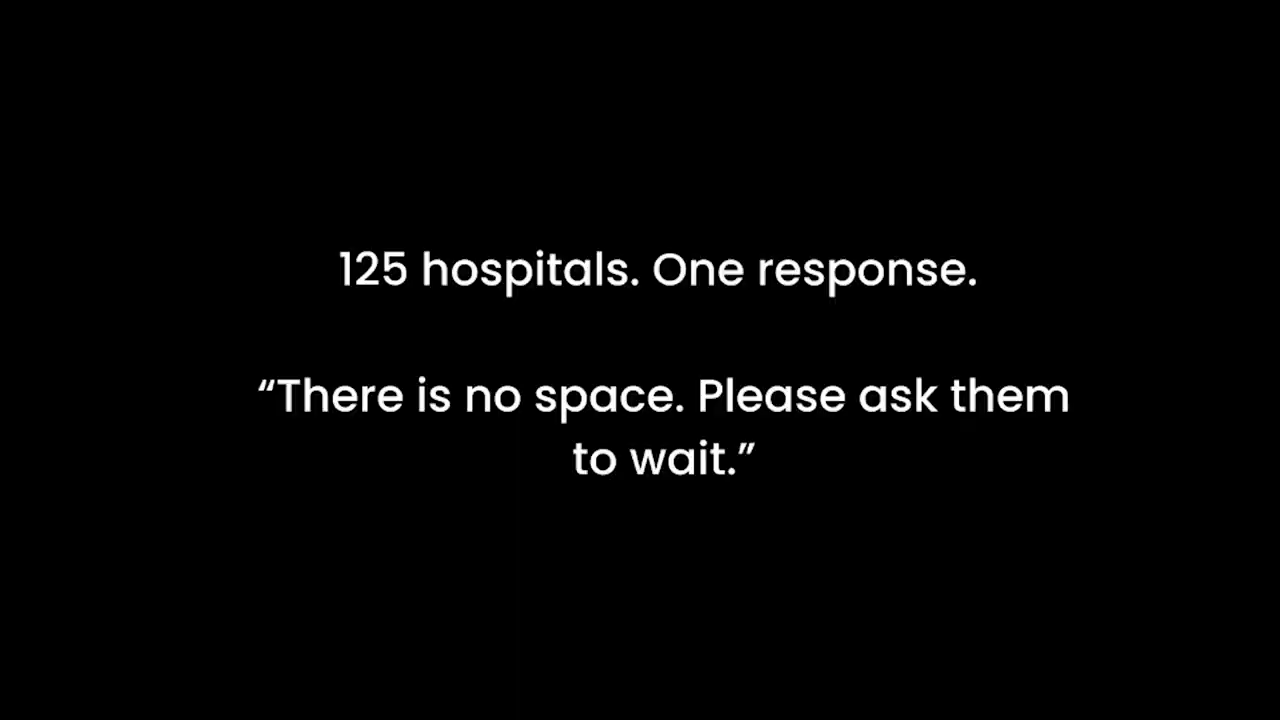 125 hospitals. One response.
“There is no space. Please ask them
to wait.”